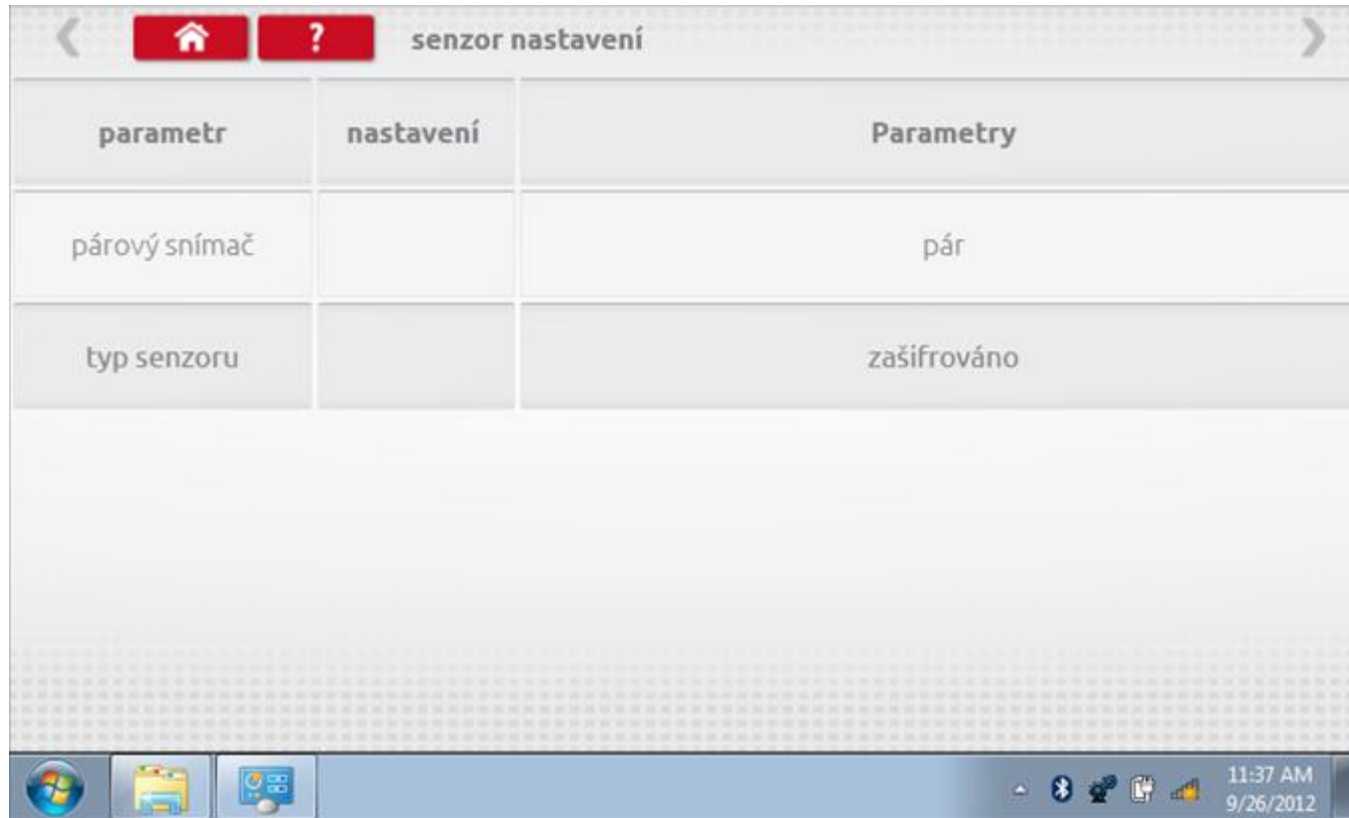 ? senzor nastavení
parametr nastavení Parametry
párový snímač pár
typ senzoru zašifrováno
11:37 AM
9/26/2012